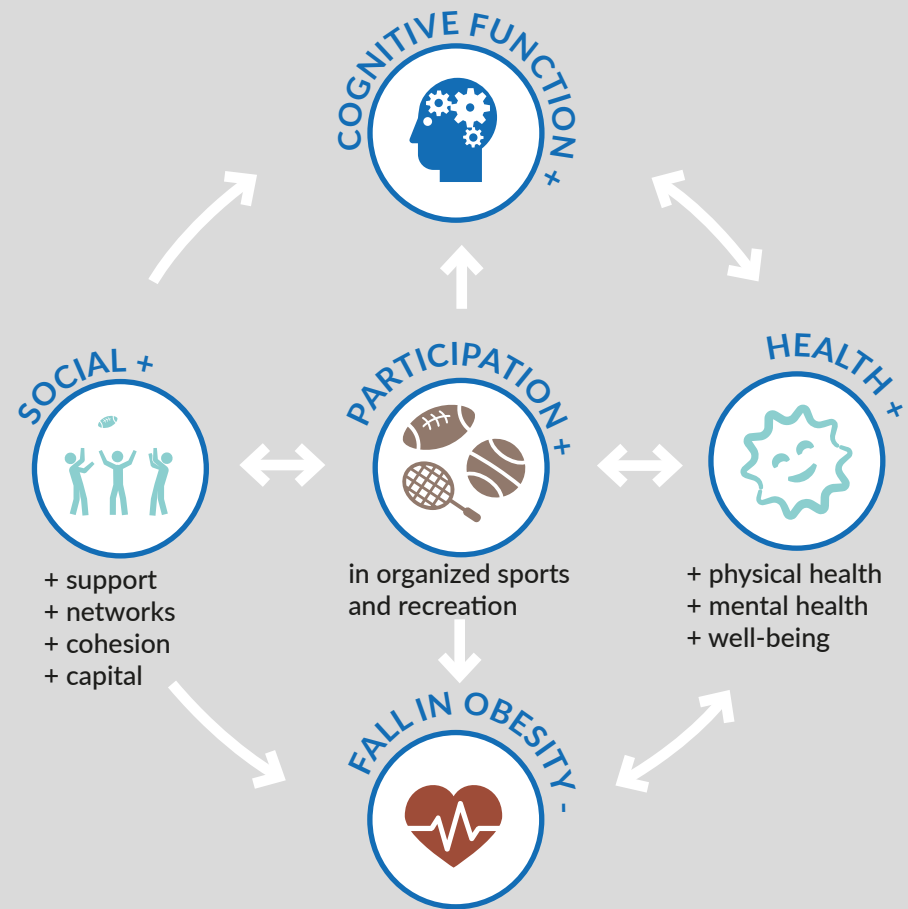 COGNITIVE FUNCTION +
SOCIAL +
+ support
+ networks
+ cohesion
+ capital
PARTICIPATION +
in organized sports
and recreation
HEALTH +
+ physical health
+ mental health
+ well-being
FALL IN OBESITY -